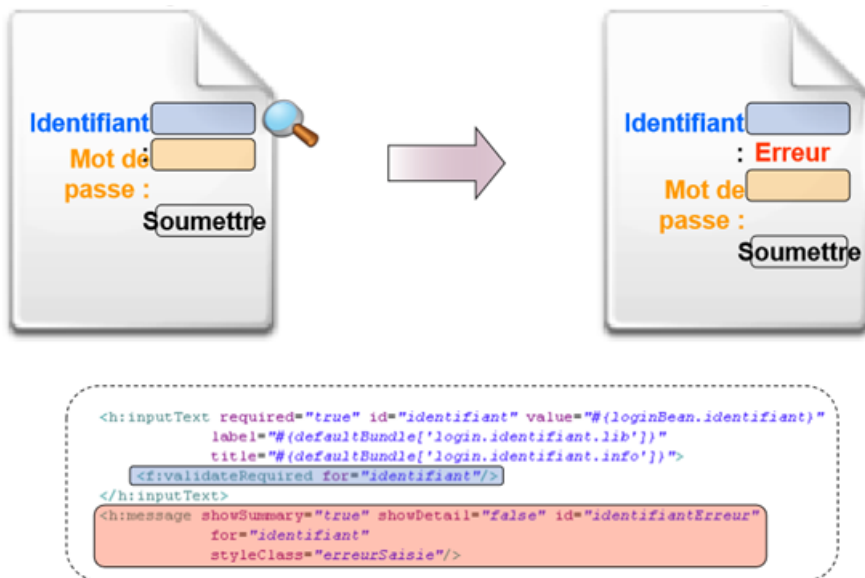 Identifiant
:
Mot de
passe :
Soumettre
Identifiant
: Erreur
Mot de
passe :
Soumettre
<h:inputText required="true" id="identifiant" value="#{loginBean.identifiant}"
label="#{defaultBundle['login.identifiant.lib']}"
title="#{defaultBundle['login.identifiant.info']}">
<f:validateRequired for="identifiant"/>
</h:inputText>
<h:message showSummary="true" showDetail="false" id="identifiantErreur"
for="identifiant"
styleClass="erreurSaisie"/>